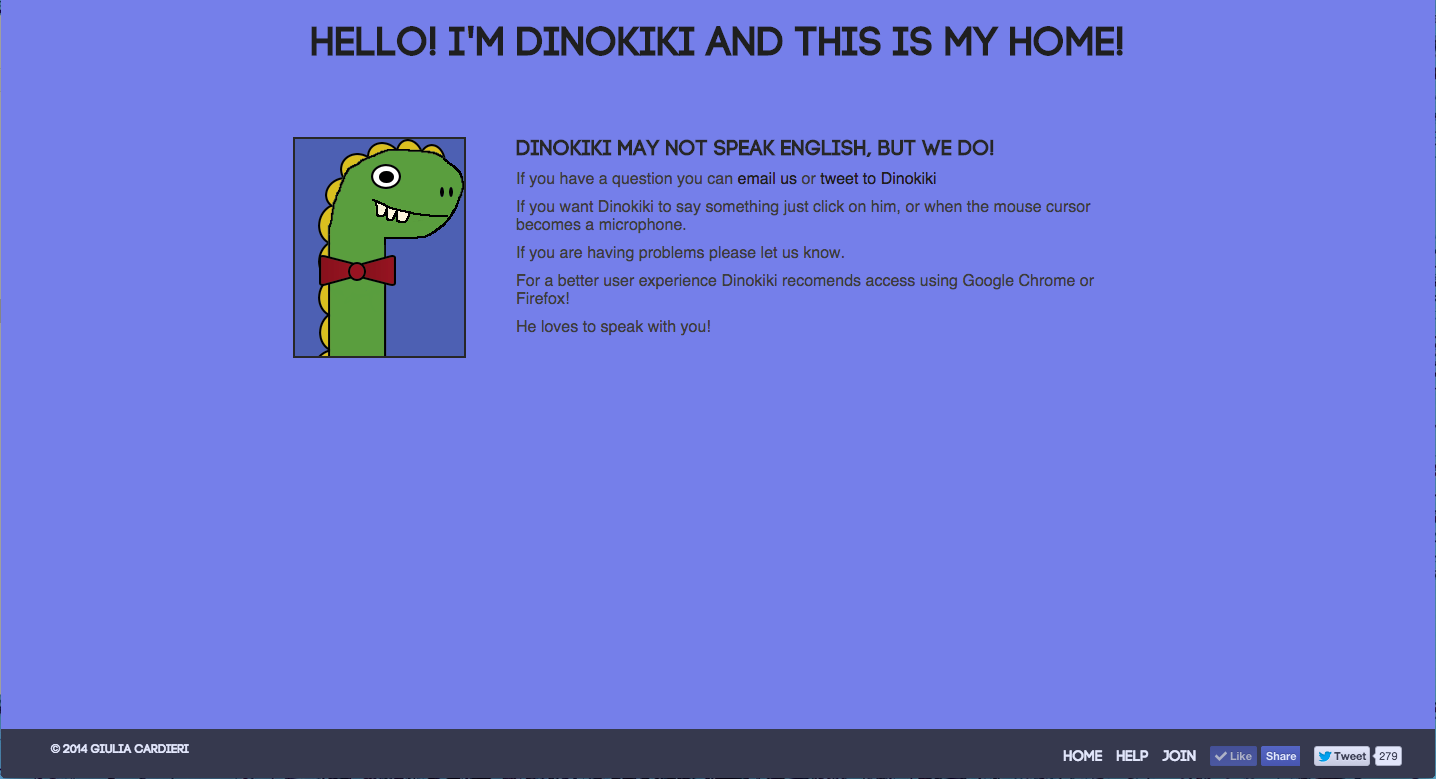 HELLO! I'M DINOKIKI AND THIS IS MY HOME!
DINOKIKI MAY NOT SPEAK ENGLISH, BUT WE DO!
If you have a question you can email us or tweet to Dinokiki
If you want Dinokiki to say something just click on him, or when the mouse cursor
becomes a microphone.
If you are having problems please let us know.
For a better user experience Dinokiki recomends access using Google Chrome or
Firefox!
He loves to speak with you!
© 2014 GIULIA CARDIERI
HOME HELP JOIN Like Share Tweet 279